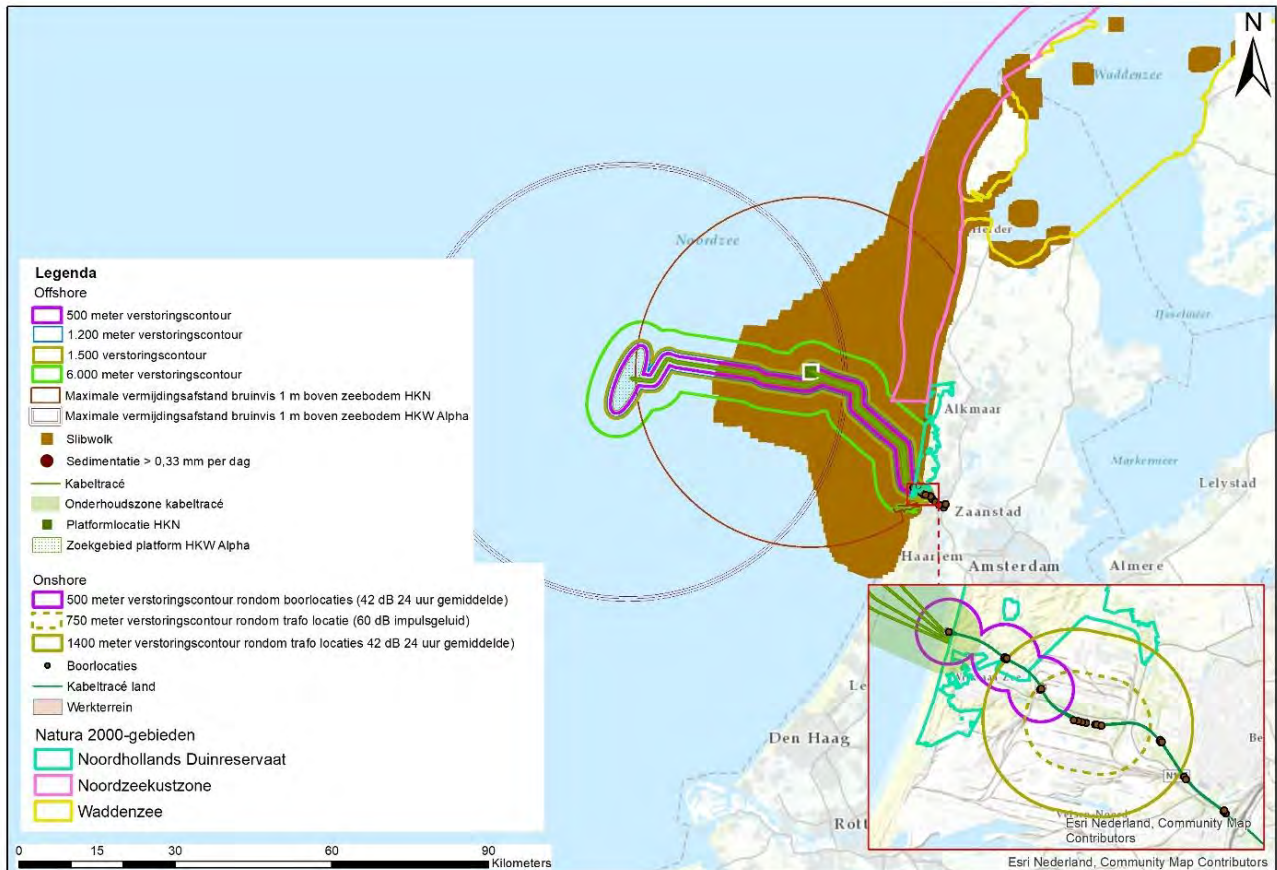 N
Waddenzee
Noordzee
Helder
IJsselmeer
Alkmaar
Markermeer
Lelystad
Zaanstad
Haarlem
Amsterdam
Almere
Den Haag
Legenda
Offshore
500 meter verstoringscontour
1.200 meter verstoringscontour
1.500 verstoringscontour
6.000 meter verstoringscontour
Maximale vermijdingsafstand bruinvis 1 m boven zeebodem HKN
Maximale vermijdingsafstand bruinvis 1 m boven zeebodem HKW Alpha
Slibwolk
Sedimentatie > 0,33 mm per dag
Kabeltracé
Onderhoudszone kabeltracé
Platformlocatie HKN
Zoekgebied platform HKW Alpha
Onshore
500 meter verstoringscontour rondom boorlocaties (42 dB 24 uur gemiddelde)
750 meter verstoringscontour rondom trafo locatie (60 dB impulsgeluid)
1400 meter verstoringscontour rondom trafo locaties 42 dB 24 uur gemiddelde)
Boorlocaties
Kabeltracé land
Werkterrein
Natura 2000-gebieden
Noordhollands Duinreservaat
Noordzeekustzone
Waddenzee
0 15 30 60 90
Kilometers
Le
Rott
Be
Esri Nederland, Community Map
Contributors
Esri Nederland, Community Map Contributors